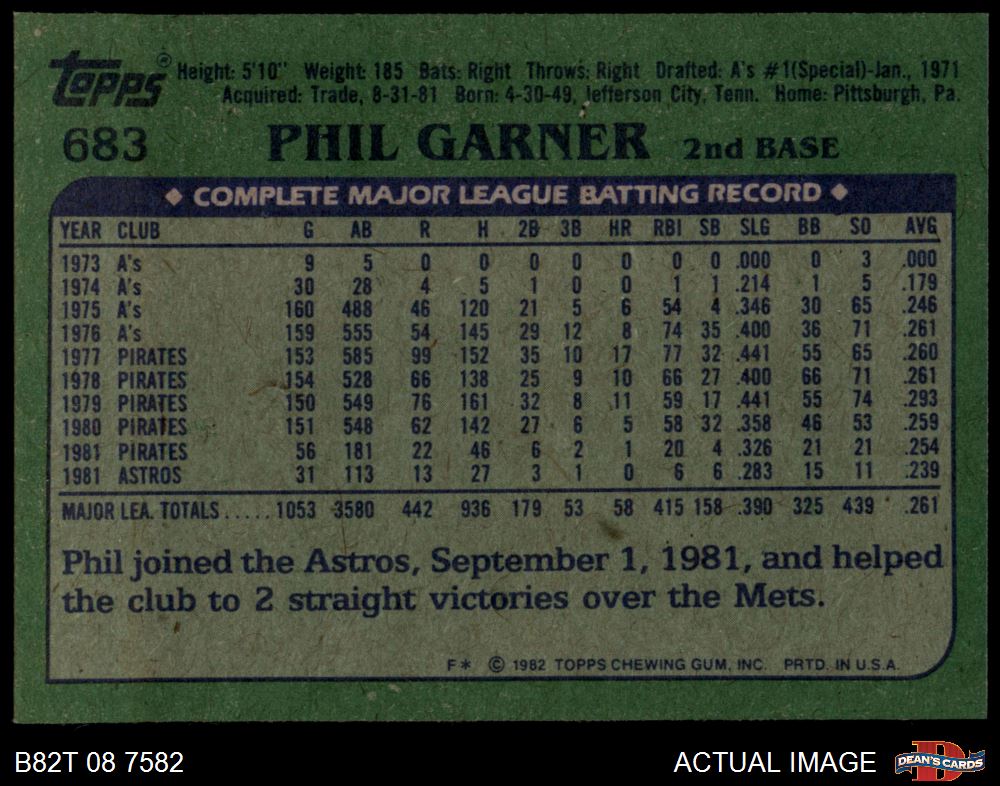 Topps® Height: 5'10" Weight: 185 Bats: Right Throws: Right Drafted: A's #1(Special)-Jan., 1971
Acquired: Trade, 8-31-81 Born: 4-30-49, Jefferson City, Tenn. Home: Pittsburgh, Pa.
683 PHIL GARNER 2nd BASE
◆ COMPLETE MAJOR LEAGUE BATTING RECORD ◆
YEAR CLUB G AB R H 2B 3B HR RBI SB SLG BB SO AVG
1973 A's 9 5 0 0 0 0 0 0 0 .000 0 3 .000
1974 A's 30 28 4 5 1 0 0 1 1 .214 1 5 .179
1975 A's 160 488 46 120 21 5 6 54 4 .346 30 65 .246
1976 A's 159 555 54 145 29 12 8 74 35 .400 36 71 .261
1977 PIRATES 153 585 99 152 35 10 17 77 32 .441 55 65 .260
1978 PIRATES 154 528 66 138 25 9 10 66 27 .400 66 71 .261
1979 PIRATES 150 549 76 161 32 8 11 59 17 .441 55 74 .293
1980 PIRATES 151 548 62 142 27 6 5 58 32 .358 46 53 .259
1981 PIRATES 56 181 22 46 6 2 1 20 4 .326 21 21 .254
1981 ASTROS 31 113 13 27 3 1 0 6 6 .283 15 11 .239
MAJOR LEA. TOTALS ..... 1053 3580 442 936 179 53 58 415 158 .390 325 439 .261
Phil joined the Astros, September 1, 1981, and helped
the club to 2 straight victories over the Mets.
F* © 1982 TOPPS CHEWING GUM, INC. PRTD. IN U.S.A.
B82T 08 7582 ACTUAL IMAGE DEAN'S CARDS